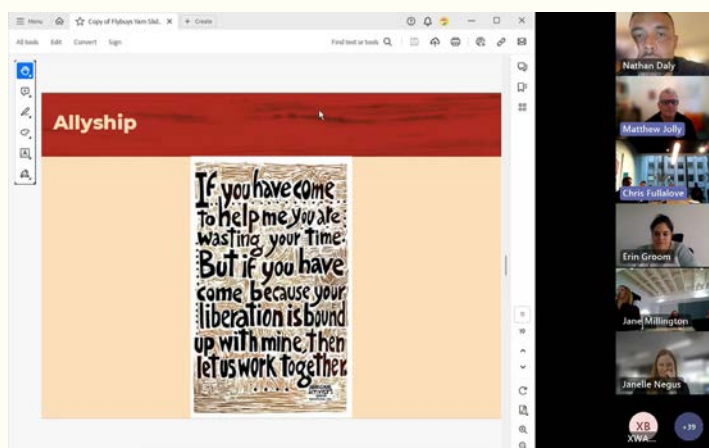 Menu
Copy of Flybuys Yarn Slid...
+ Create
All tools Edit Convert Sign
Find text or tools
Allyship
If you have come
to help me you are
wasting your time.
But if you have
come because your
liberation is bound
up with mine, then
let us work together.
19
Nathan Daly
Matthew Jolly
Chris Fullalove
Erin Groom
Jane Millington
Janelle Negus
XB
XWA...
+39